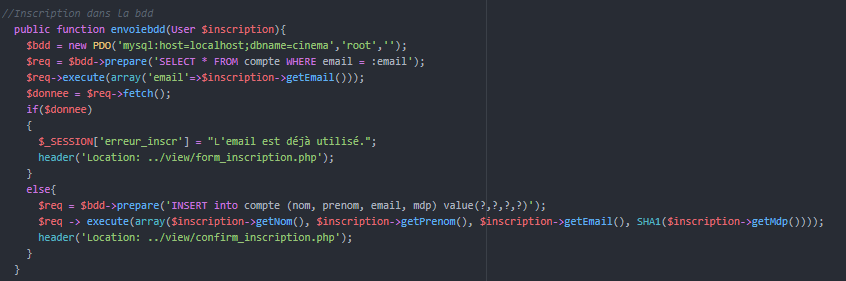 //Inscription dans la bdd
public function envoiebdd(User $inscription){
$bdd = new PDO('mysql:host=localhost;dbname=cinema','root','');
$req = $bdd->prepare('SELECT * FROM compte WHERE email = :email');
$req->execute(array('email'=>$inscription->getEmail()));
$donnee = $req->fetch();
if($donnee)
{
$_SESSION['erreur_inscr'] = "L'email est déjà utilisé.";
header('Location: ../view/form_inscription.php');
}
else{
$req = $bdd->prepare('INSERT into compte (nom, prenom, email, mdp) value(?,?,?,?)');
$req -> execute(array($inscription->getNom(), $inscription->getPrenom(), $inscription->getEmail(), SHA1($inscription->getMdp())));
header('Location: ../view/confirm_inscription.php');
}
}